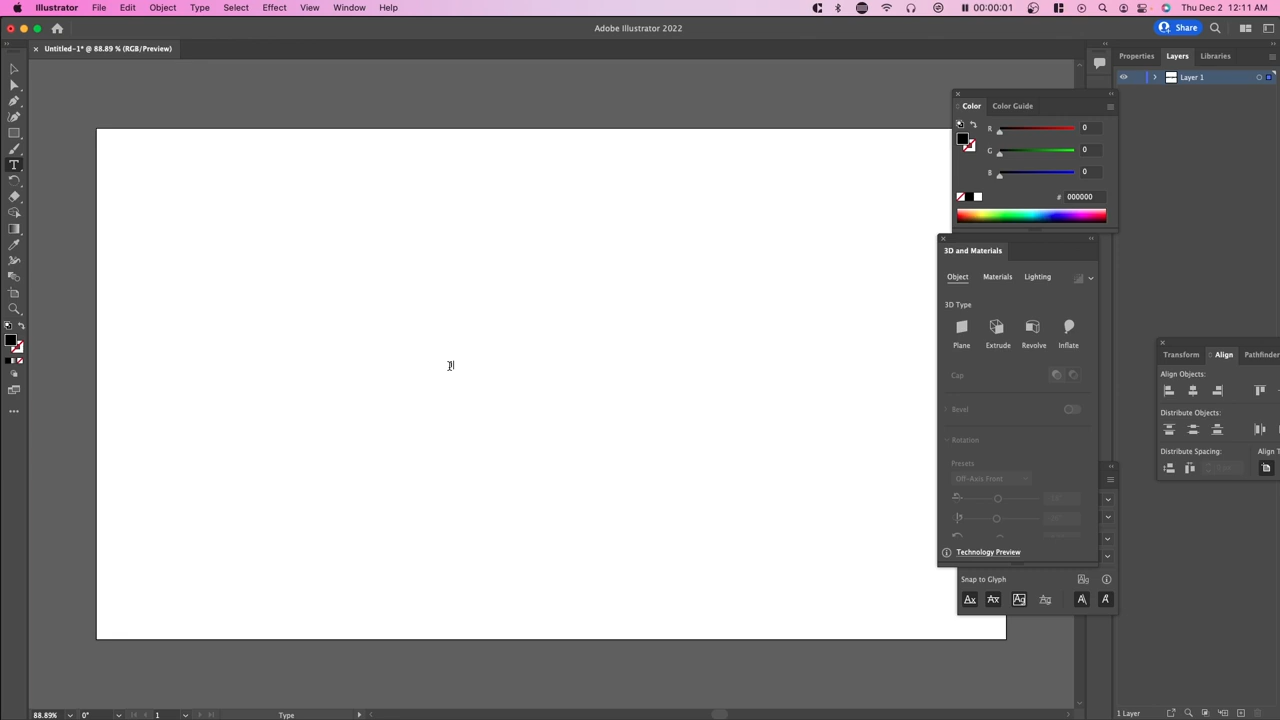 Illustrator File Edit Object Type Select Effect View Window Help 00:00:01 Thu Dec 2 12:11 AM
Adobe Illustrator 2022 Share
× Untitled-1* @ 88.89 % (RGB/Preview)
Properties Layers Libraries
Layer 1
Color Color Guide
R 0
G 0
B 0
# 000000
3D and Materials
Object Materials Lighting
3D Type
Plane Extrude Revolve Inflate
Cap
Bevel
Rotation
Presets
Off-Axis Front
Technology Preview
Snap to Glyph
Transform Align Pathfinder
Align Objects:
Distribute Objects:
Distribute Spacing: Align T
88.89% 0° 1 Type
1 Layer